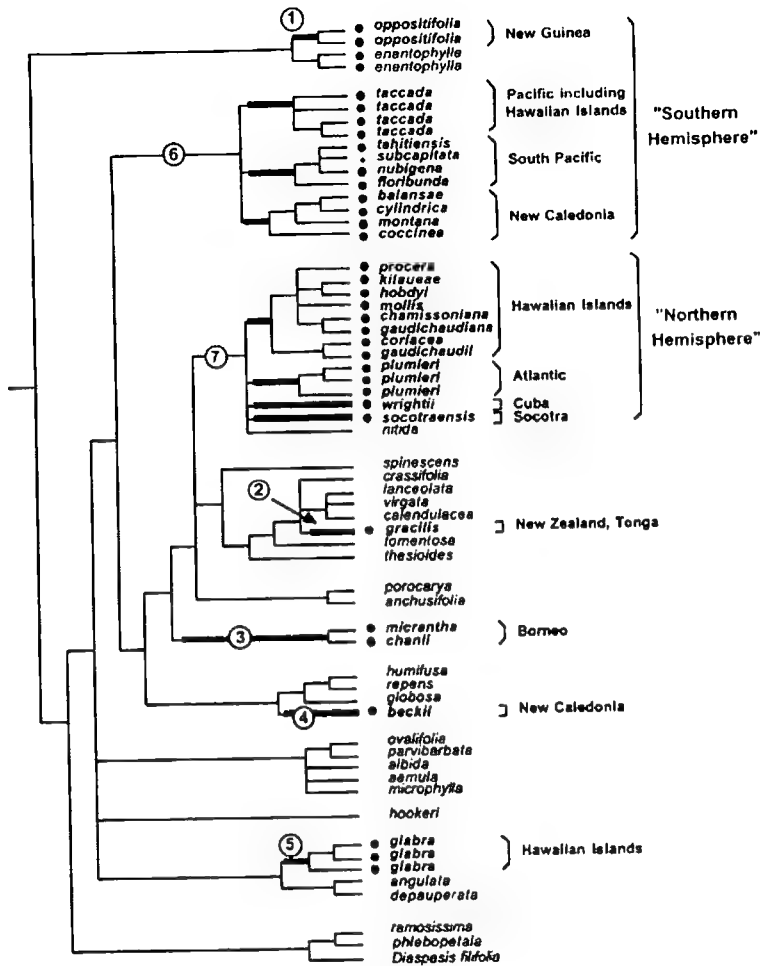 1
oppositifolia
oppositifolia
New Guinea
enantophylla
enantophylla
taccada
taccada
taccada
taccada
Pacific including
Hawaiian Islands
"Southern
Hemisphere"
6
tahitiensis
subcapitata
nubigena
floribunda
South Pacific
balansae
cylindrica
montana
coccinea
New Caledonia
7
procera
kilaueae
hobdyi
mollis
chamissoniana
gaudichaudiana
coriacea
gaudichaudii
Hawaiian Islands
"Northern
Hemisphere"
plumieri
plumieri
plumieri
Atlantic
wrightii
Cuba
socotraensis
Socotra
nitida
spinescens
crassifolia
lanceolata
virgata
calendulacea
2
gracilis
New Zealand, Tonga
tomentosa
thesioides
porocarya
anchusifolia
3
micrantha
chanii
Borneo
humifusa
repens
globosa
4
beckii
New Caledonia
ovalifolia
parvibarbata
albida
aemula
microphylla
hookeri
5
glabra
glabra
glabra
Hawaiian Islands
angulata
depauperata
ramosissima
phlebopetala
Diaspasis filifolia